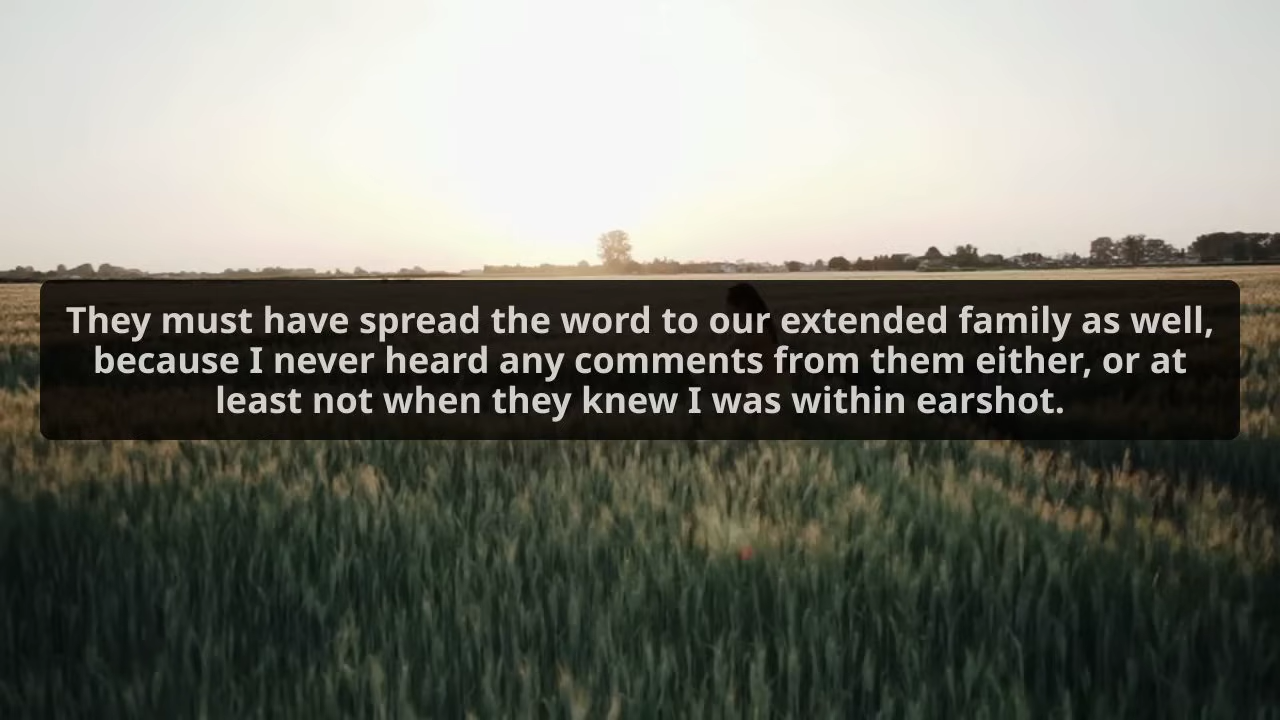 They must have spread the word to our extended family as well,
because I never heard any comments from them either, or at
least not when they knew I was within earshot.